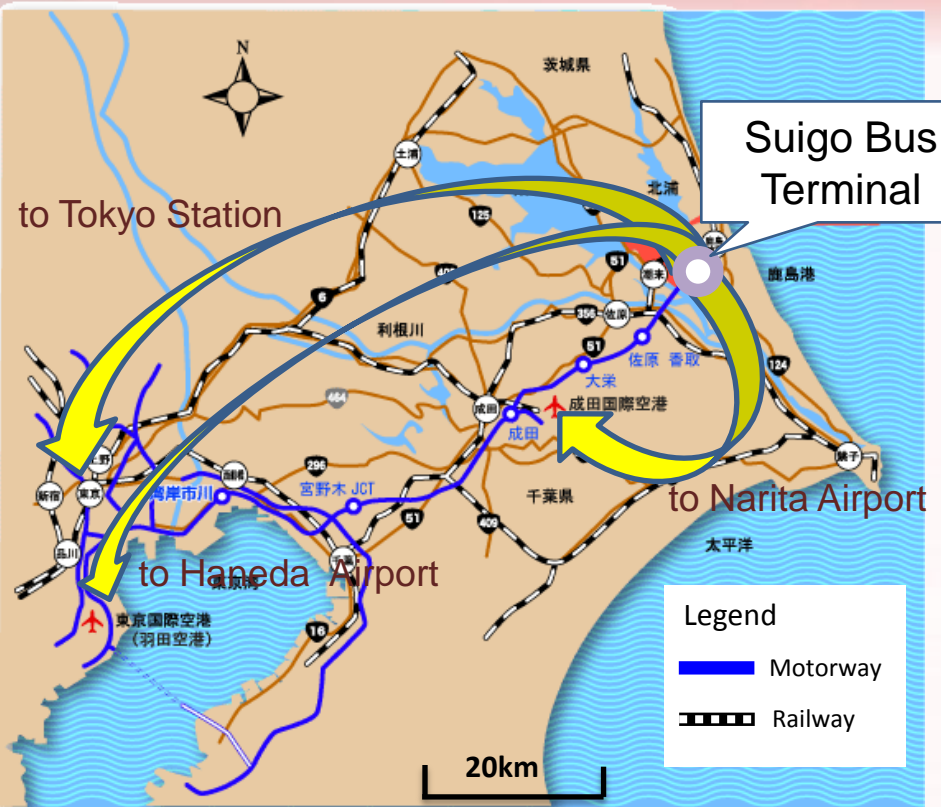 N
茨城県
Suigo Bus
Terminal
土浦
北浦
to Tokyo Station
125
鹿島
51
潮来
鹿島港
6
356
佐原
利根川
51
佐原 香取
大栄
124
464
成田
成田国際空港
成田
銚子
上野
296
新宿
東京
湾岸市川
宮野木 JCT
千葉県
to Narita Airport
51
409
太平洋
品川
千葉
to Haneda Airport
東京湾
東京国際空港
(羽田空港)
16
Legend
Motorway
Railway
20km